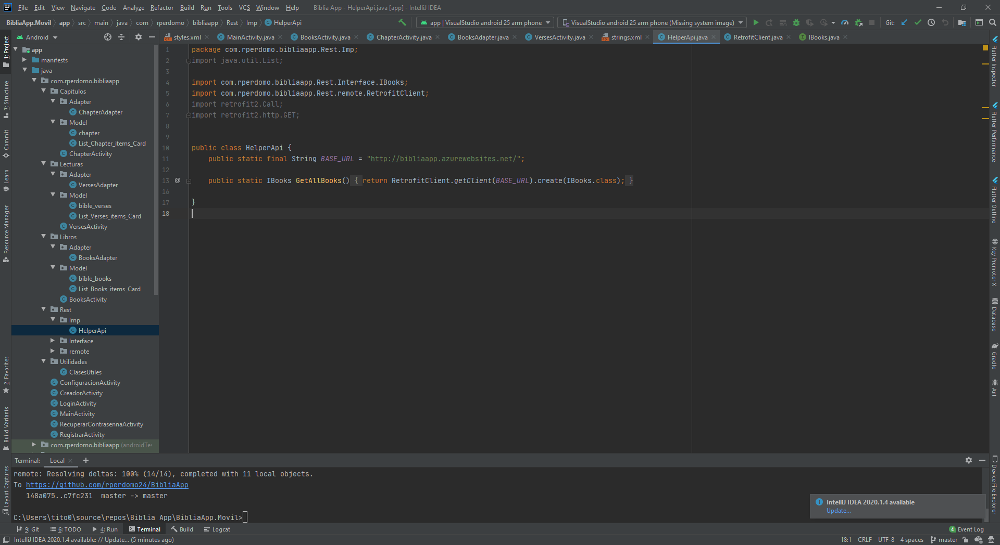 File Edit View Navigate Code Analyze Refactor Build Run Tools VCS Window Help Biblia App - HelperApi.java [app] - IntelliJ IDEA
BibliaApp.Movil app src main java com rperdomo bibliaapp Rest Imp HelperApi app | VisualStudio android 25 arm phone VisualStudio android 25 arm phone (Missing system image) Git:
Android styles.xml MainActivity.java BooksActivity.java ChapterActivity.java BooksAdapter.java VersesActivity.java strings.xml HelperApi.java RetrofitClient.java IBooks.java
1: Project
7: Structure
Commit
Learn
Resource Manager
2: Favorites
Build Variants
Layout Captures
app
manifests
java
com.rperdomo.bibliaapp
Capitulos
Adapter
ChapterAdapter
Model
chapter
List_Chapter_items_Card
ChapterActivity
Lecturas
Adapter
VersesAdapter
Model
bible_verses
List_Verses_items_Card
VersesActivity
Libros
Adapter
BooksAdapter
Model
bible_books
List_Books_items_Card
BooksActivity
Rest
Imp
HelperApi
Interface
remote
Utilidades
ClasesUtiles
ConfiguracionActivity
CreadorActivity
LoginActivity
MainActivity
RecuperarContrasennaActivity
RegistrarActivity
com.rperdomo.bibliaapp (androidTe
1 package com.rperdomo.bibliaapp.Rest.Imp;
2 import java.util.List;
3
4 import com.rperdomo.bibliaapp.Rest.Interface.IBooks;
5 import com.rperdomo.bibliaapp.Rest.remote.RetrofitClient;
6 import retrofit2.Call;
7 import retrofit2.http.GET;
8
9
10 public class HelperApi {
11 public static final String BASE_URL = "http://bibliaapp.azurewebsites.net/";
12
13 @ public static IBooks GetAllBooks() { return RetrofitClient.getClient(BASE_URL).create(IBooks.class); }
16
17 }
18
Flutter Inspector
Flutter Performance
Flutter Outline
Key Promoter X
Database
Gradle
Ant
Device File Explorer
Terminal: Local +
remote: Resolving deltas: 100% (14/14), completed with 11 local objects.
To https://github.com/rperdomo24/BibliaApp
148a075..c7fc231 master -> master
C:\Users\tito0\source\repos\Biblia App\BibliaApp.Movil>
IntelliJ IDEA 2020.1.4 available
Update...
9: Git 6: TODO 4: Run Terminal Build Logcat 4 Event Log
IntelliJ IDEA 2020.1.4 available: // Update... (5 minutes ago) 18:1 CRLF UTF-8 4 spaces master